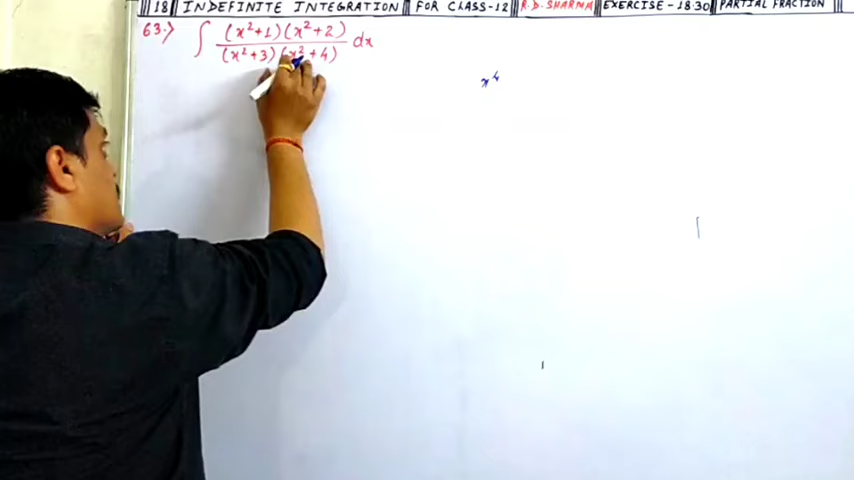 18 INDEFINITE INTEGRATION FOR CLASS-12 R.D. SHARMA EXERCISE-18.30 PARTIAL FRACTION
63.> ∫ (x²+1)(x²+2) / (x²+3)(x²+4) dx
x⁴